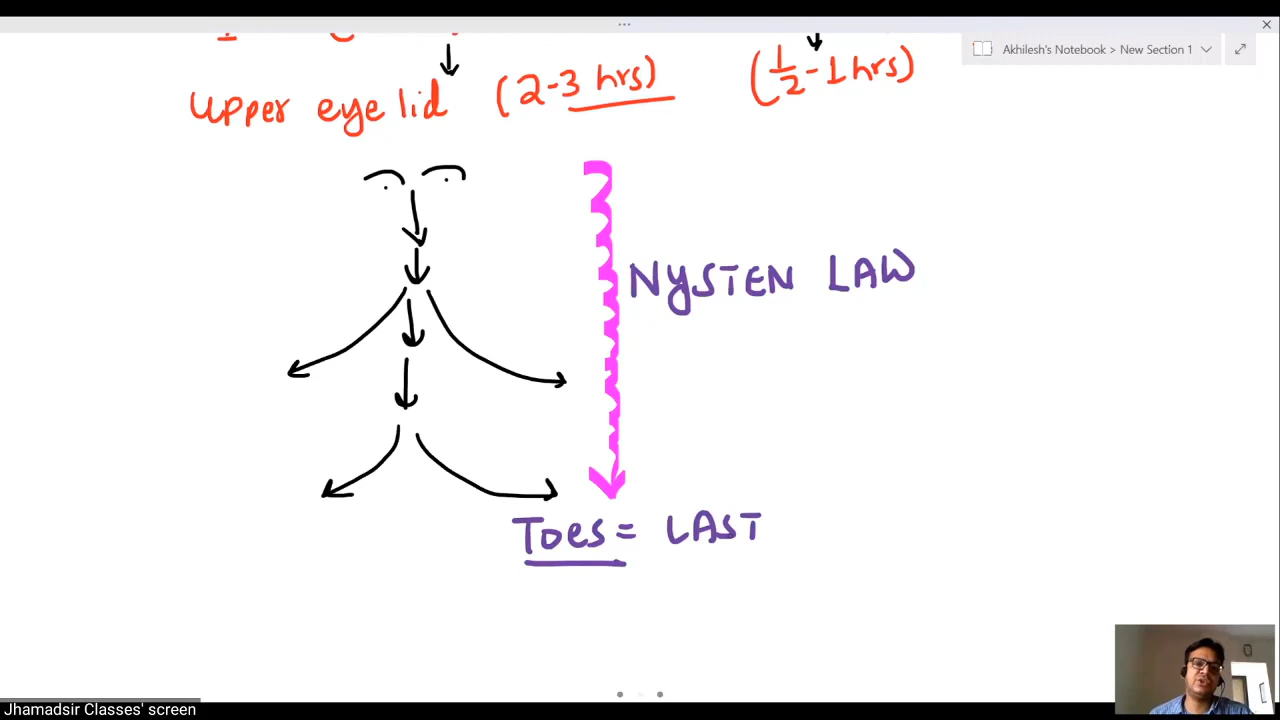 Akhilesh's Notebook > New Section 1
Upper eye lid (2-3 hrs) (1/2-1 hrs)
NYSTEN LAW
Toes = LAST
Jhamadsir Classes' screen